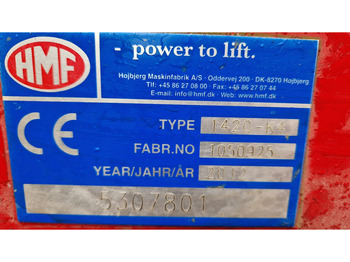 HMF
- power to lift.
Højbjerg Maskinfabrik A/S · Oddervej 200 · DK-8270 Højbjerg
Tlf: +45 86 27 08 00 · Fax: +45 86 27 07 44
E-mail: info@hmf.dk · www.hmf.dk
CE
TYPE
FABR.NO 1050925
YEAR/JAHR/ÅR
5307801